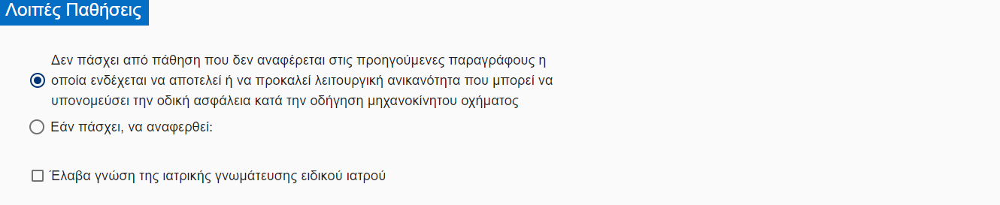 Λοιπές Παθήσεις
Δεν πάσχει από πάθηση που δεν αναφέρεται στις προηγούμενες παραγράφους η
οποία ενδέχεται να αποτελεί ή να προκαλεί λειτουργική ανικανότητα που μπορεί να
υπονομεύσει την οδική ασφάλεια κατά την οδήγηση μηχανοκίνητου οχήματος
Εάν πάσχει, να αναφερθεί:
Έλαβα γνώση της ιατρικής γνωμάτευσης ειδικού ιατρού